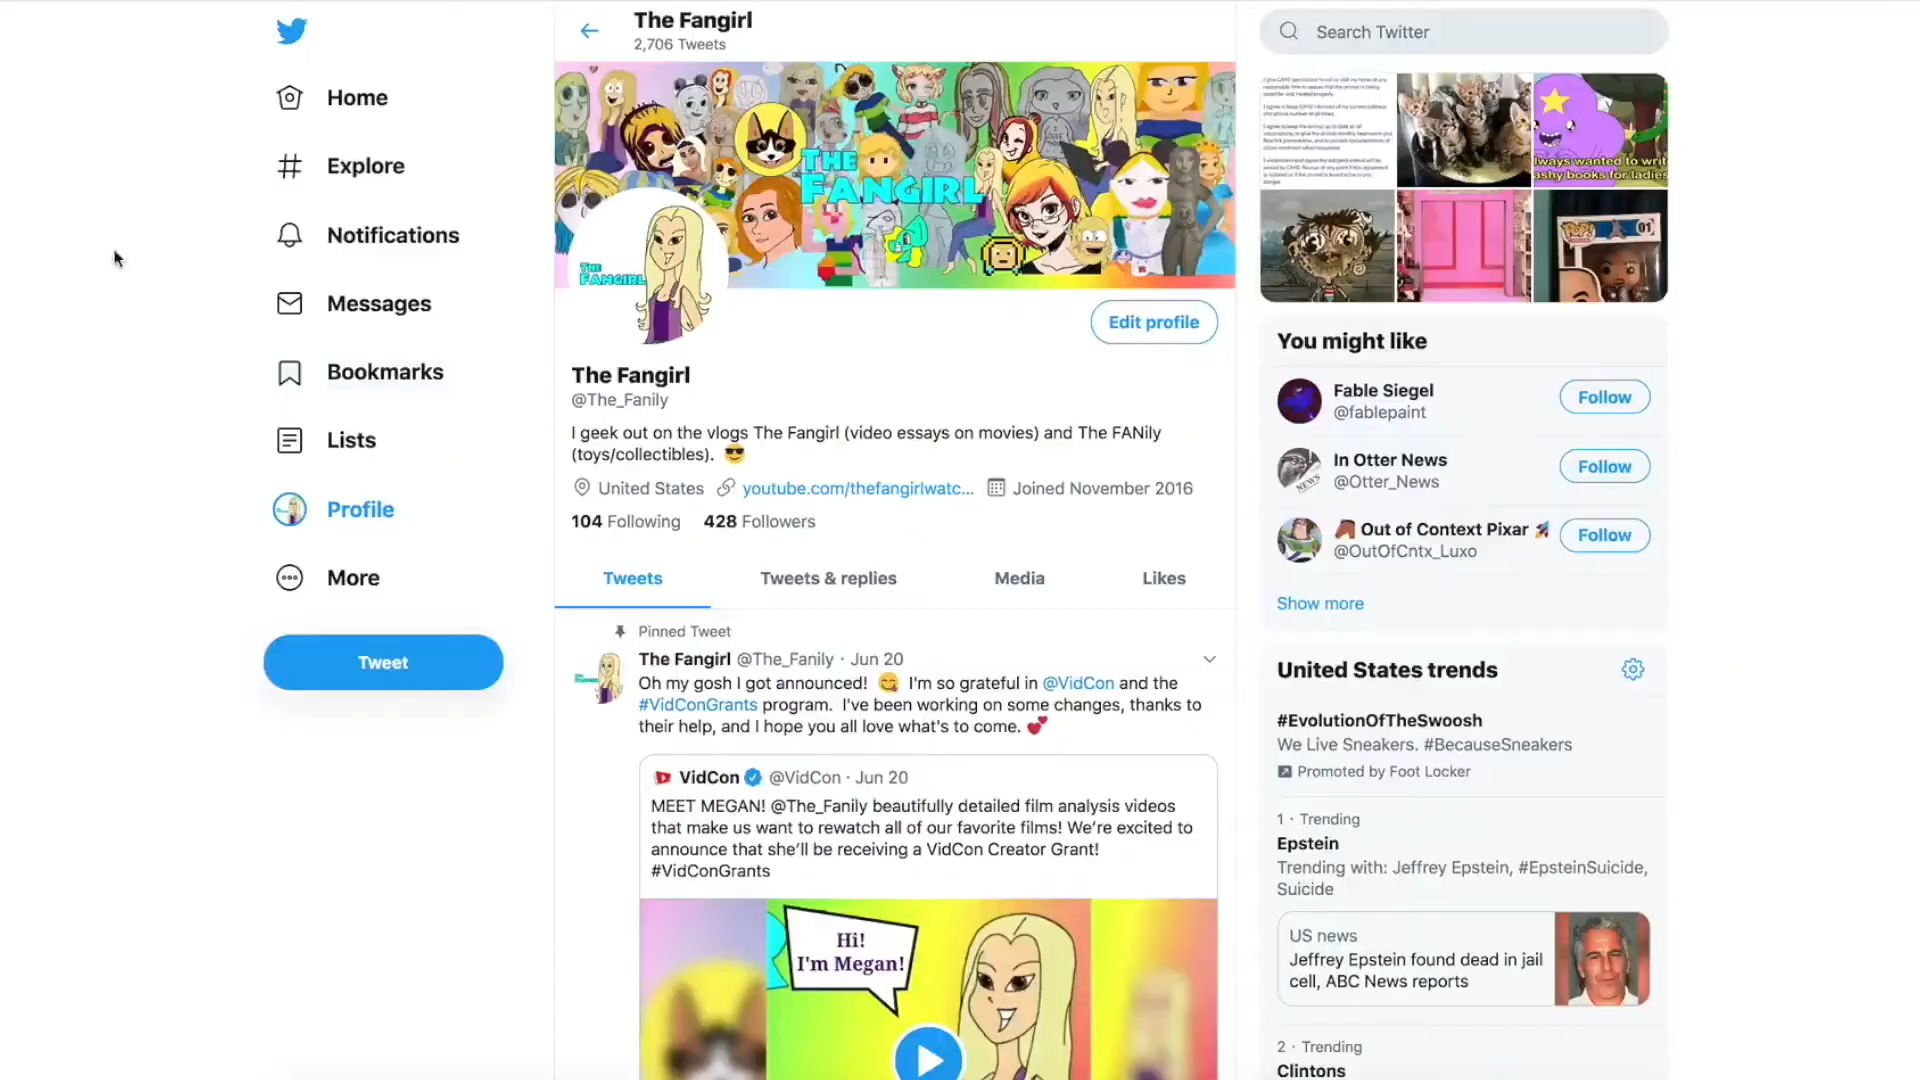 Home
Explore
Notifications
Messages
Bookmarks
Lists
Profile
More
Tweet
The Fangirl
2,706 Tweets
THE
FANGIRL
THE
FANGIRL
Edit profile
The Fangirl
@The_Fanily
I geek out on the vlogs The Fangirl (video essays on movies) and The FANily
(toys/collectibles). 😎
United States youtube.com/thefangirlwatc... Joined November 2016
104 Following 428 Followers
Tweets Tweets & replies Media Likes
Pinned Tweet
The Fangirl @The_Fanily · Jun 20
Oh my gosh I got announced! 😋 I'm so grateful in @VidCon and the
#VidConGrants program. I've been working on some changes, thanks to
their help, and I hope you all love what's to come. 💕
VidCon @VidCon · Jun 20
MEET MEGAN! @The_Fanily beautifully detailed film analysis videos
that make us want to rewatch all of our favorite films! We're excited to
announce that she'll be receiving a VidCon Creator Grant!
#VidConGrants
Hi!
I'm Megan!
Search Twitter
lways wanted to writ
ashy books for ladies
POP!
01
You might like
Fable Siegel
@fablepaint
Follow
In Otter News
@Otter_News
Follow
NEWS
🐴 Out of Context Pixar 🚀
@OutOfCntx_Luxo
Follow
Show more
United States trends
#EvolutionOfTheSwoosh
We Live Sneakers. #BecauseSneakers
Promoted by Foot Locker
1 · Trending
Epstein
Trending with: Jeffrey Epstein, #EpsteinSuicide,
Suicide
US news
Jeffrey Epstein found dead in jail
cell, ABC News reports
2 · Trending
Clintons